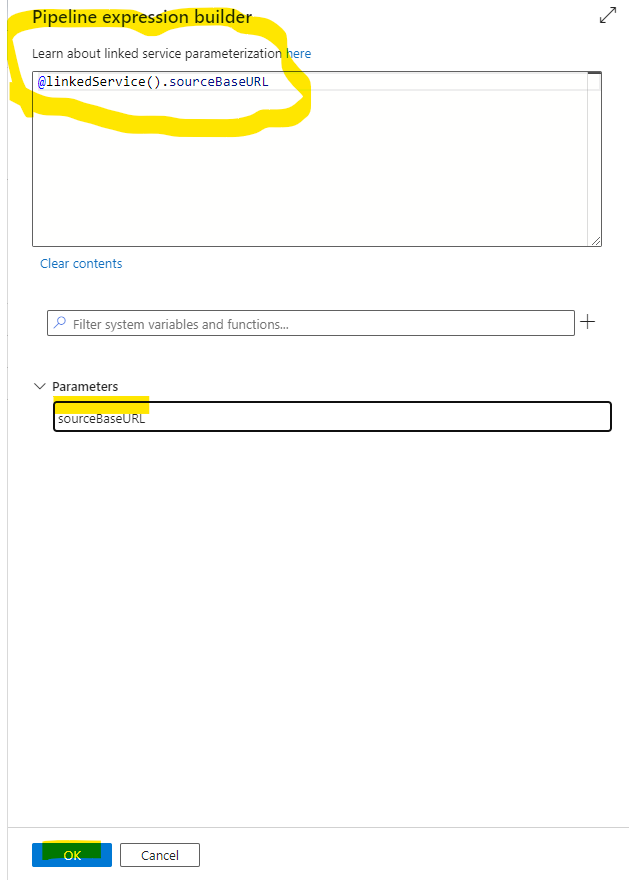 Pipeline expression builder
Learn about linked service parameterization here
@linkedService().sourceBaseURL
Clear contents
Filter system variables and functions...
Parameters
sourceBaseURL
OK Cancel